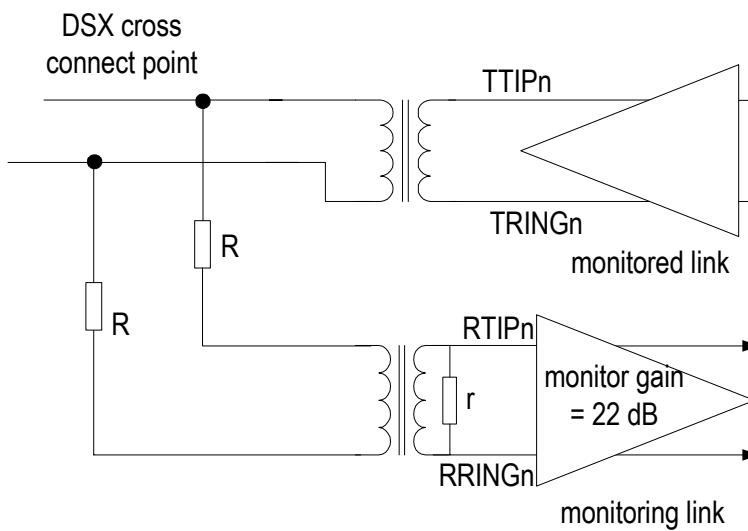 DSX cross
connect point
TTIPn
TRINGn
monitored link
R
R
RTIPn
monitor gain
= 22 dB
r
RRINGn
monitoring link